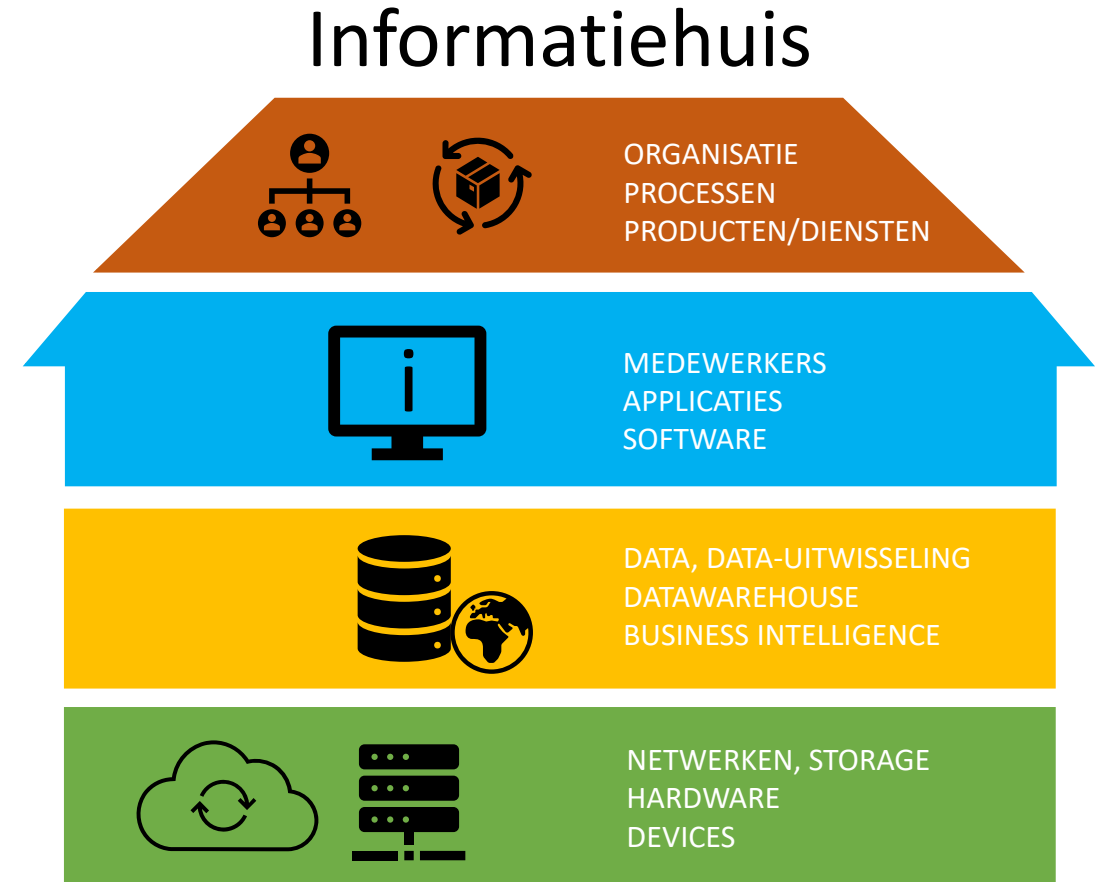 Informatiehuis
ORGANISATIE
PROCESSEN
PRODUCTEN/DIENSTEN
i
MEDEWERKERS
APPLICATIES
SOFTWARE
DATA, DATA-UITWISSELING
DATAWAREHOUSE
BUSINESS INTELLIGENCE
NETWERKEN, STORAGE
HARDWARE
DEVICES